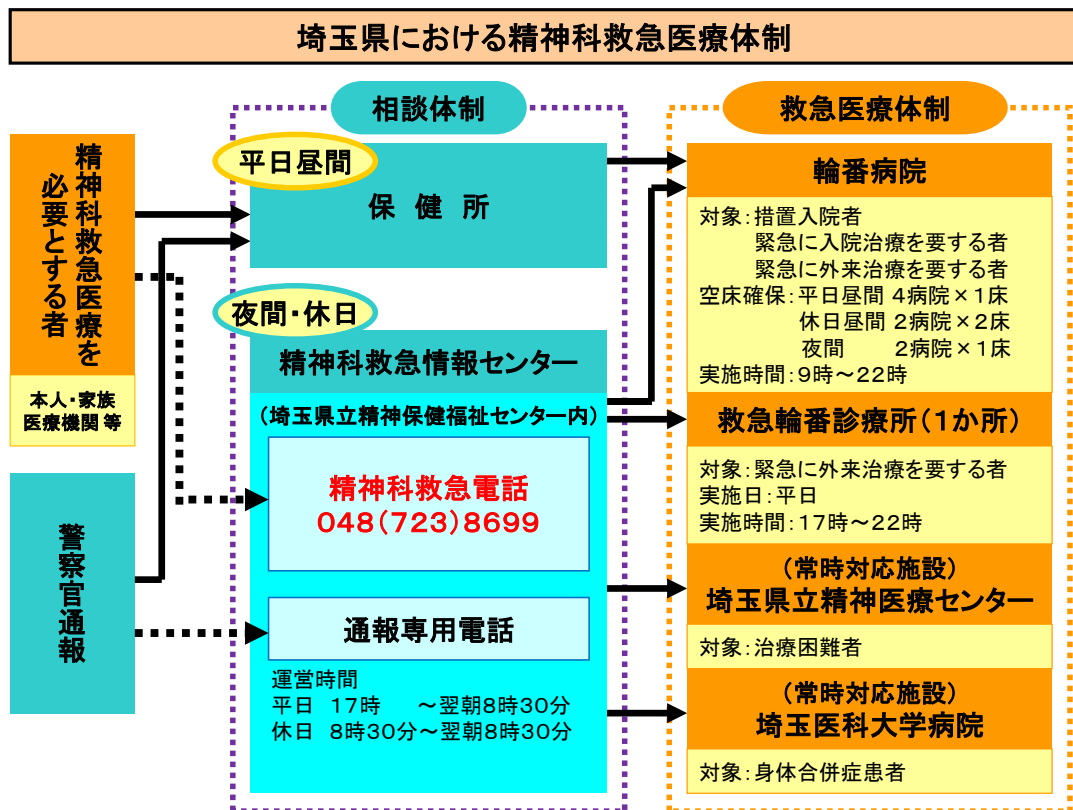 埼玉県における精神科救急医療体制
相談体制
救急医療体制
精神科救急医療を
必要とする者
本人・家族
医療機関 等
警察官通報
平日昼間
保 健 所
夜間・休日
精神科救急情報センター
(埼玉県立精神保健福祉センター内)
精神科救急電話
048(723)8699
通報専用電話
運営時間
平日 17時 ～翌朝8時30分
休日 8時30分～翌朝8時30分
輪番病院
対象:措置入院者
緊急に入院治療を要する者
緊急に外来治療を要する者
空床確保:平日昼間 4病院×1床
休日昼間 2病院×2床
夜間 2病院×1床
実施時間:9時～22時
救急輪番診療所(1か所)
対象:緊急に外来治療を要する者
実施日:平日
実施時間:17時～22時
(常時対応施設)
埼玉県立精神医療センター
対象:治療困難者
(常時対応施設)
埼玉医科大学病院
対象:身体合併症患者